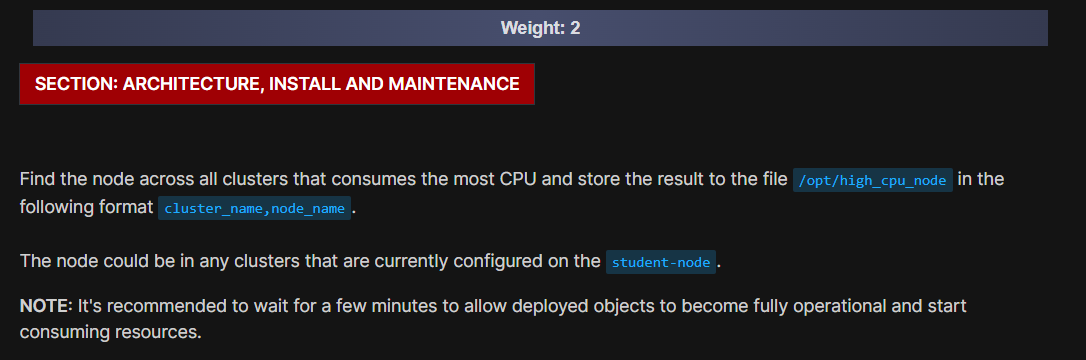 Weight: 2
SECTION: ARCHITECTURE, INSTALL AND MAINTENANCE
Find the node across all clusters that consumes the most CPU and store the result to the file /opt/high_cpu_node in the
following format cluster_name,node_name.
The node could be in any clusters that are currently configured on the student-node.
NOTE: It's recommended to wait for a few minutes to allow deployed objects to become fully operational and start
consuming resources.